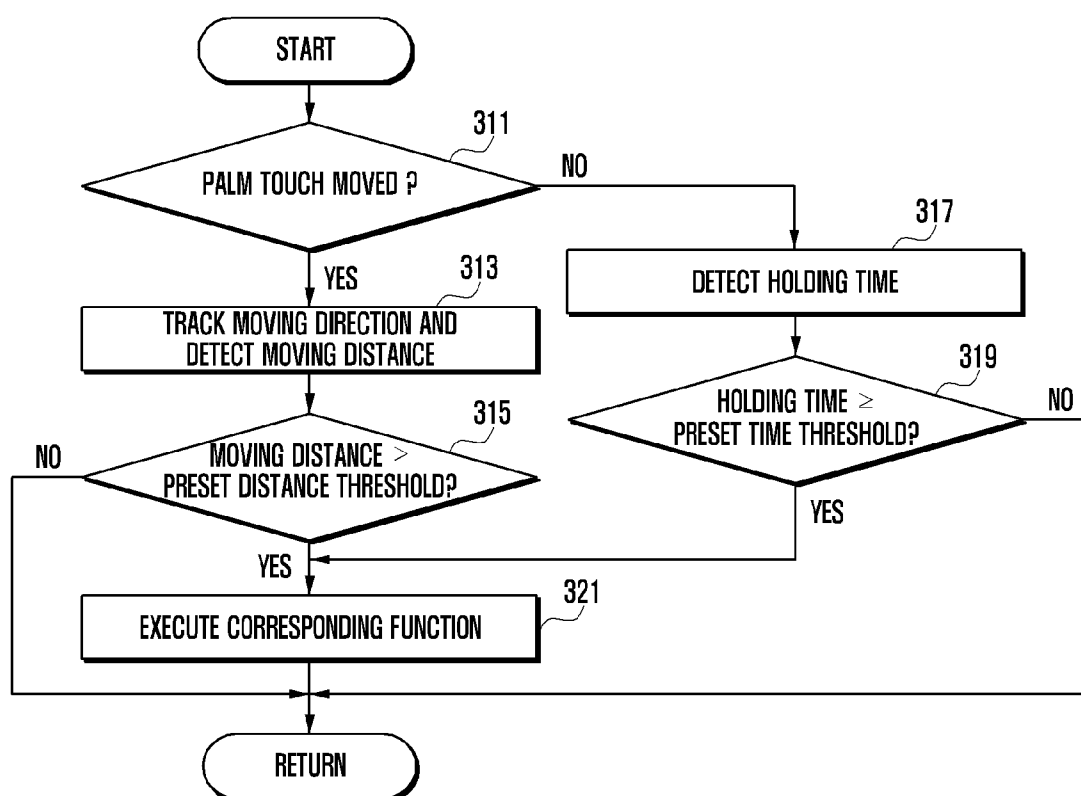 START
311
PALM TOUCH MOVED ?
NO
YES
313
TRACK MOVING DIRECTION AND
DETECT MOVING DISTANCE
317
DETECT HOLDING TIME
319
HOLDING TIME ≥
PRESET TIME THRESHOLD?
NO
YES
315
MOVING DISTANCE >
PRESET DISTANCE THRESHOLD?
NO
YES
321
EXECUTE CORRESPONDING FUNCTION
RETURN